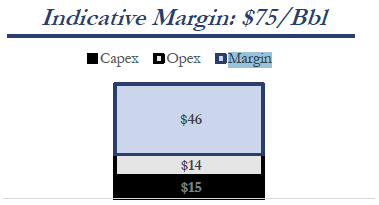 Indicative Margin: $75/Bbl
Capex Opex Margin
$46
$14
$15